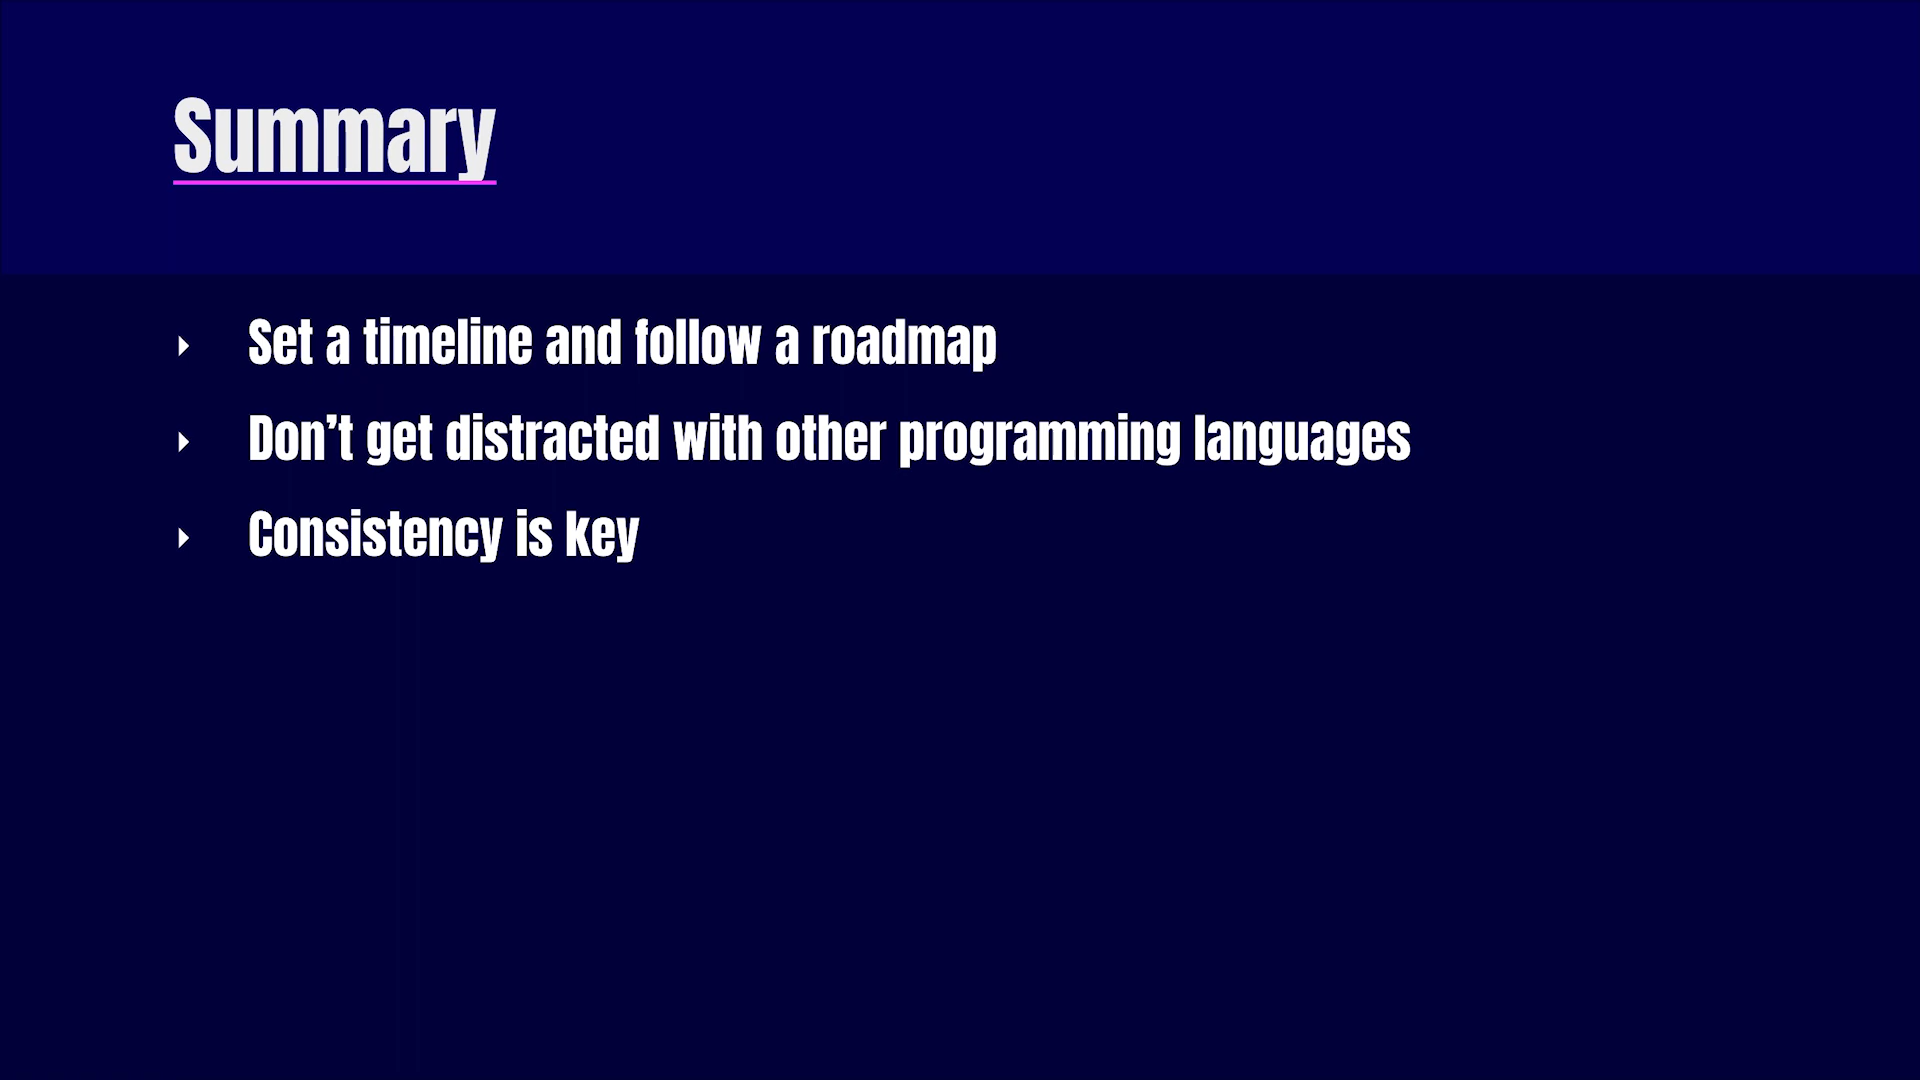 Summary
Set a timeline and follow a roadmap
Don’t get distracted with other programming languages
Consistency is key